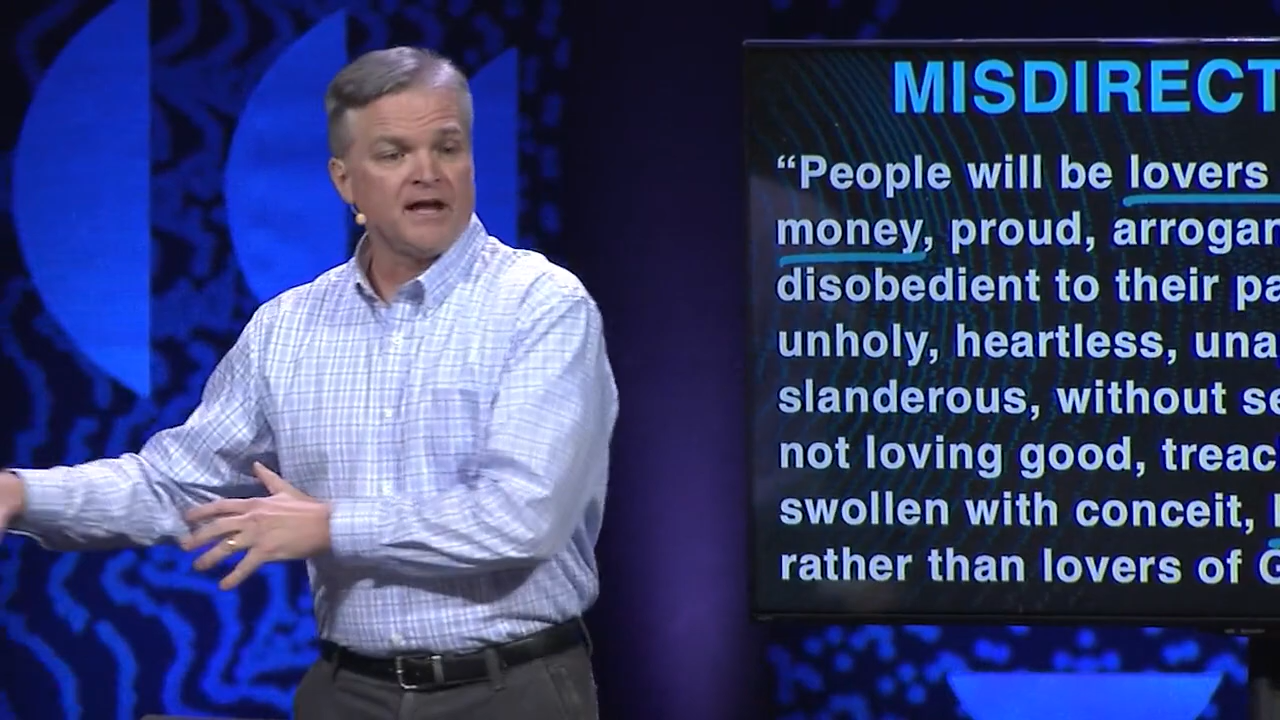 MISDIRECT
“People will be lovers
money, proud, arrogan
disobedient to their pa
unholy, heartless, una
slanderous, without se
not loving good, treac
swollen with conceit,
rather than lovers of G